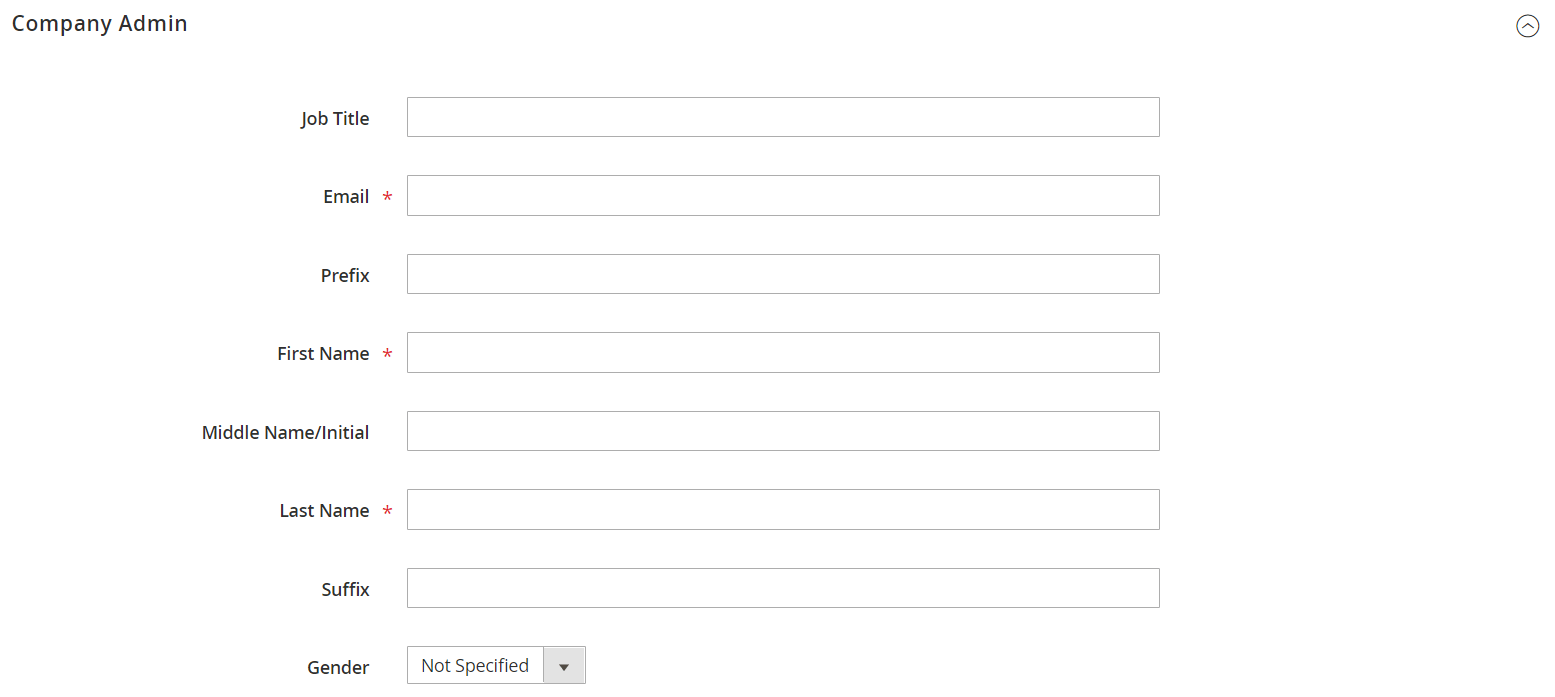 Company Admin
Job Title
Email *
Prefix
First Name *
Middle Name/Initial
Last Name *
Suffix
Gender Not Specified